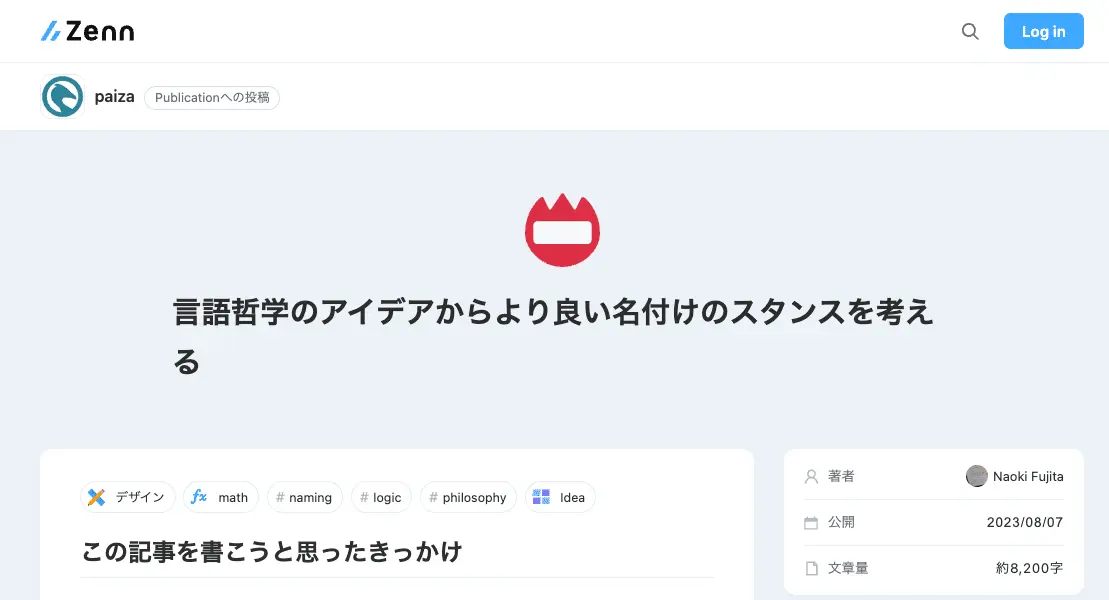 Zenn
Log in
paiza Publicationへの投稿
言語哲学のアイデアからより良い名付けのスタンスを考え
る
デザイン math # naming # logic # philosophy Idea
この記事を書こうと思ったきっかけ
著者 Naoki Fujita
公開 2023/08/07
文章量 約8,200字